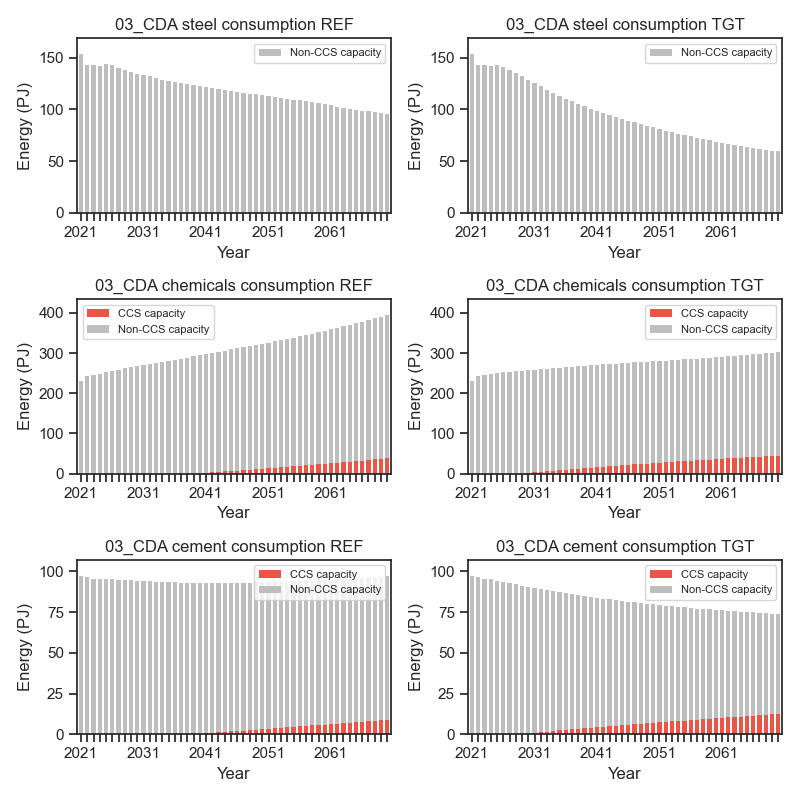 03_CDA steel consumption REF
Non-CCS capacity
Energy (PJ)
150
100
50
0
2021 2031 2041 2051 2061
Year
03_CDA steel consumption TGT
Non-CCS capacity
Energy (PJ)
150
100
50
0
2021 2031 2041 2051 2061
Year
03_CDA chemicals consumption REF
CCS capacity
Non-CCS capacity
Energy (PJ)
400
300
200
100
0
2021 2031 2041 2051 2061
Year
03_CDA chemicals consumption TGT
CCS capacity
Non-CCS capacity
Energy (PJ)
400
300
200
100
0
2021 2031 2041 2051 2061
Year
03_CDA cement consumption REF
CCS capacity
Non-CCS capacity
Energy (PJ)
100
75
50
25
0
2021 2031 2041 2051 2061
Year
03_CDA cement consumption TGT
CCS capacity
Non-CCS capacity
Energy (PJ)
100
75
50
25
0
2021 2031 2041 2051 2061
Year